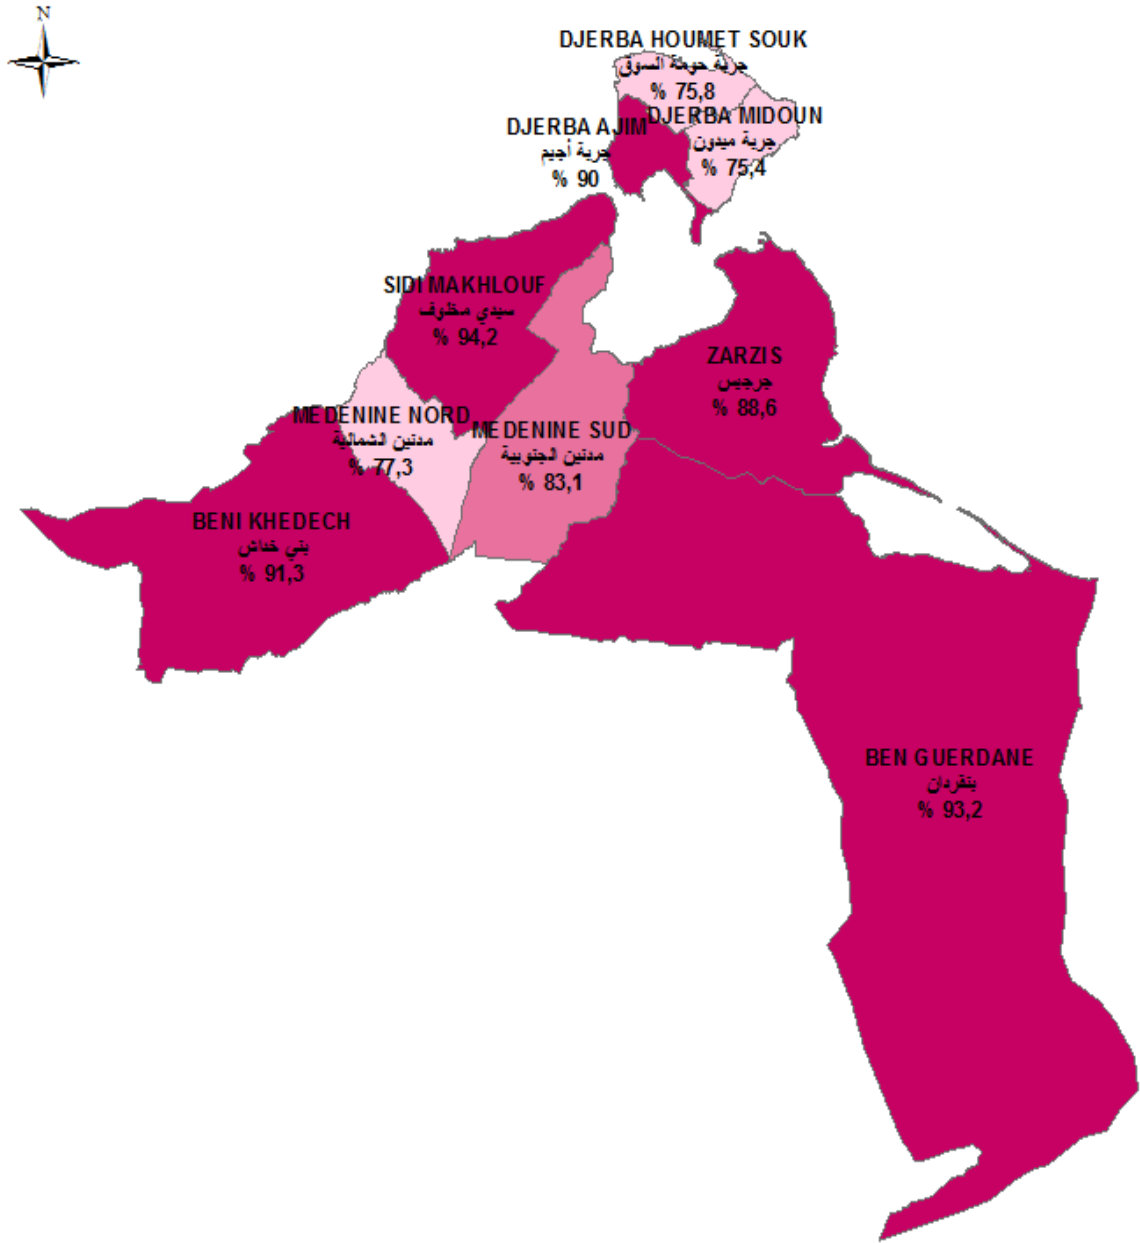 N
DJERBA HOUMET SOUK
جربة حومة السوق
% 75,8
DJERBA MIDOUN
جربة ميدون
% 75,4
DJERBA AJIM
جربة أجيم
% 90
SIDI MAKHLOUF
سيدي مخلوف
% 94,2
ZARZIS
جرجيس
% 88,6
MEDENINE NORD
مدنين الشمالية
% 77,3
MEDENINE SUD
مدنين الجنوبية
% 83,1
BENI KHEDECH
بني خداش
% 91,3
BEN GUERDANE
بنقردان
% 93,2